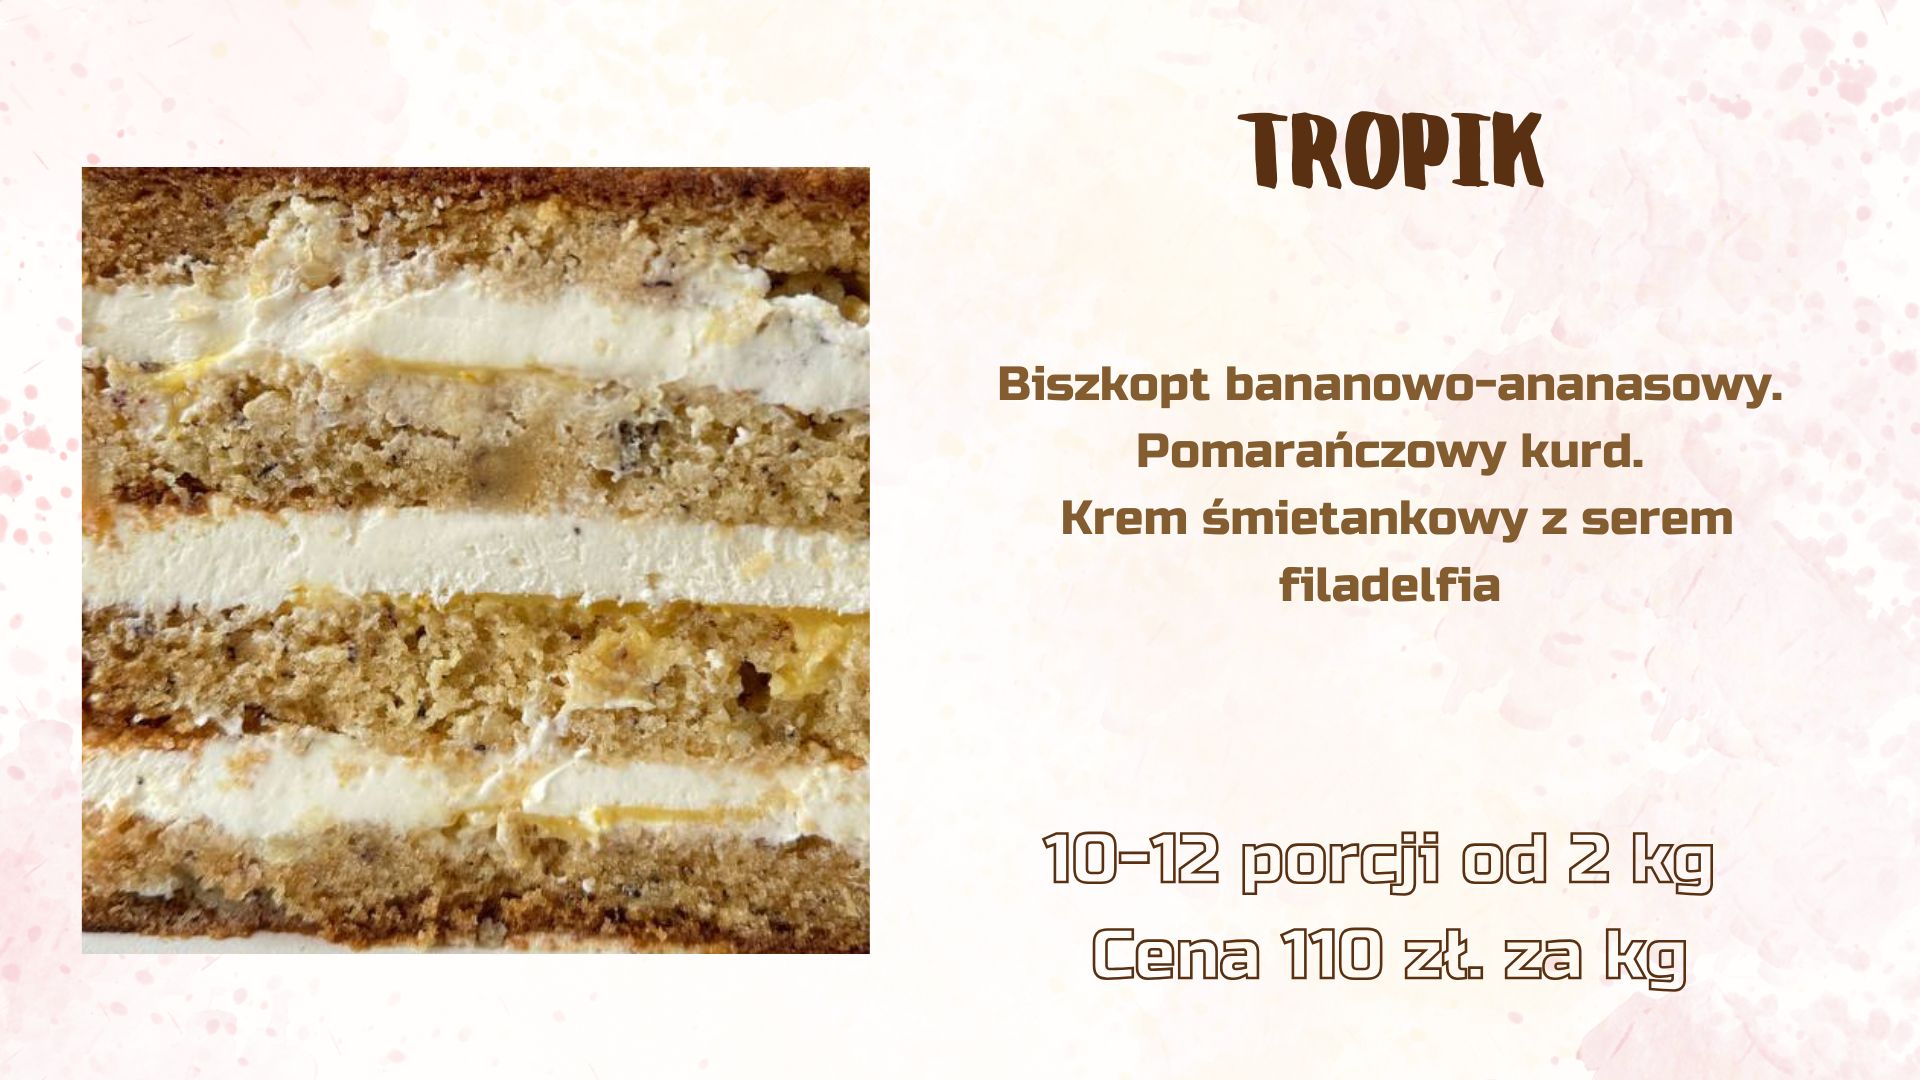 TROPIK
Biszkopt bananowo-ananasowy.
Pomarańczowy kurd.
Krem śmietankowy z serem
filadelfia
10-12 porcji od 2 kg
Cena 110 zł. za kg